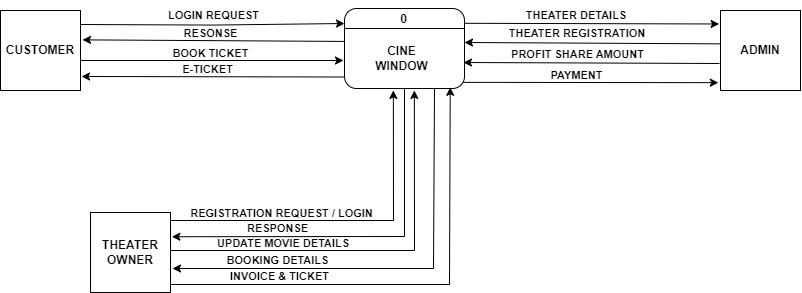 LOGIN REQUEST
RESONSE
BOOK TICKET
E-TICKET
CUSTOMER
0
CINE
WINDOW
THEATER DETAILS
THEATER REGISTRATION
PROFIT SHARE AMOUNT
PAYMENT
ADMIN
THEATER
OWNER
REGISTRATION REQUEST / LOGIN
RESPONSE
UPDATE MOVIE DETAILS
BOOKING DETAILS
INVOICE & TICKET